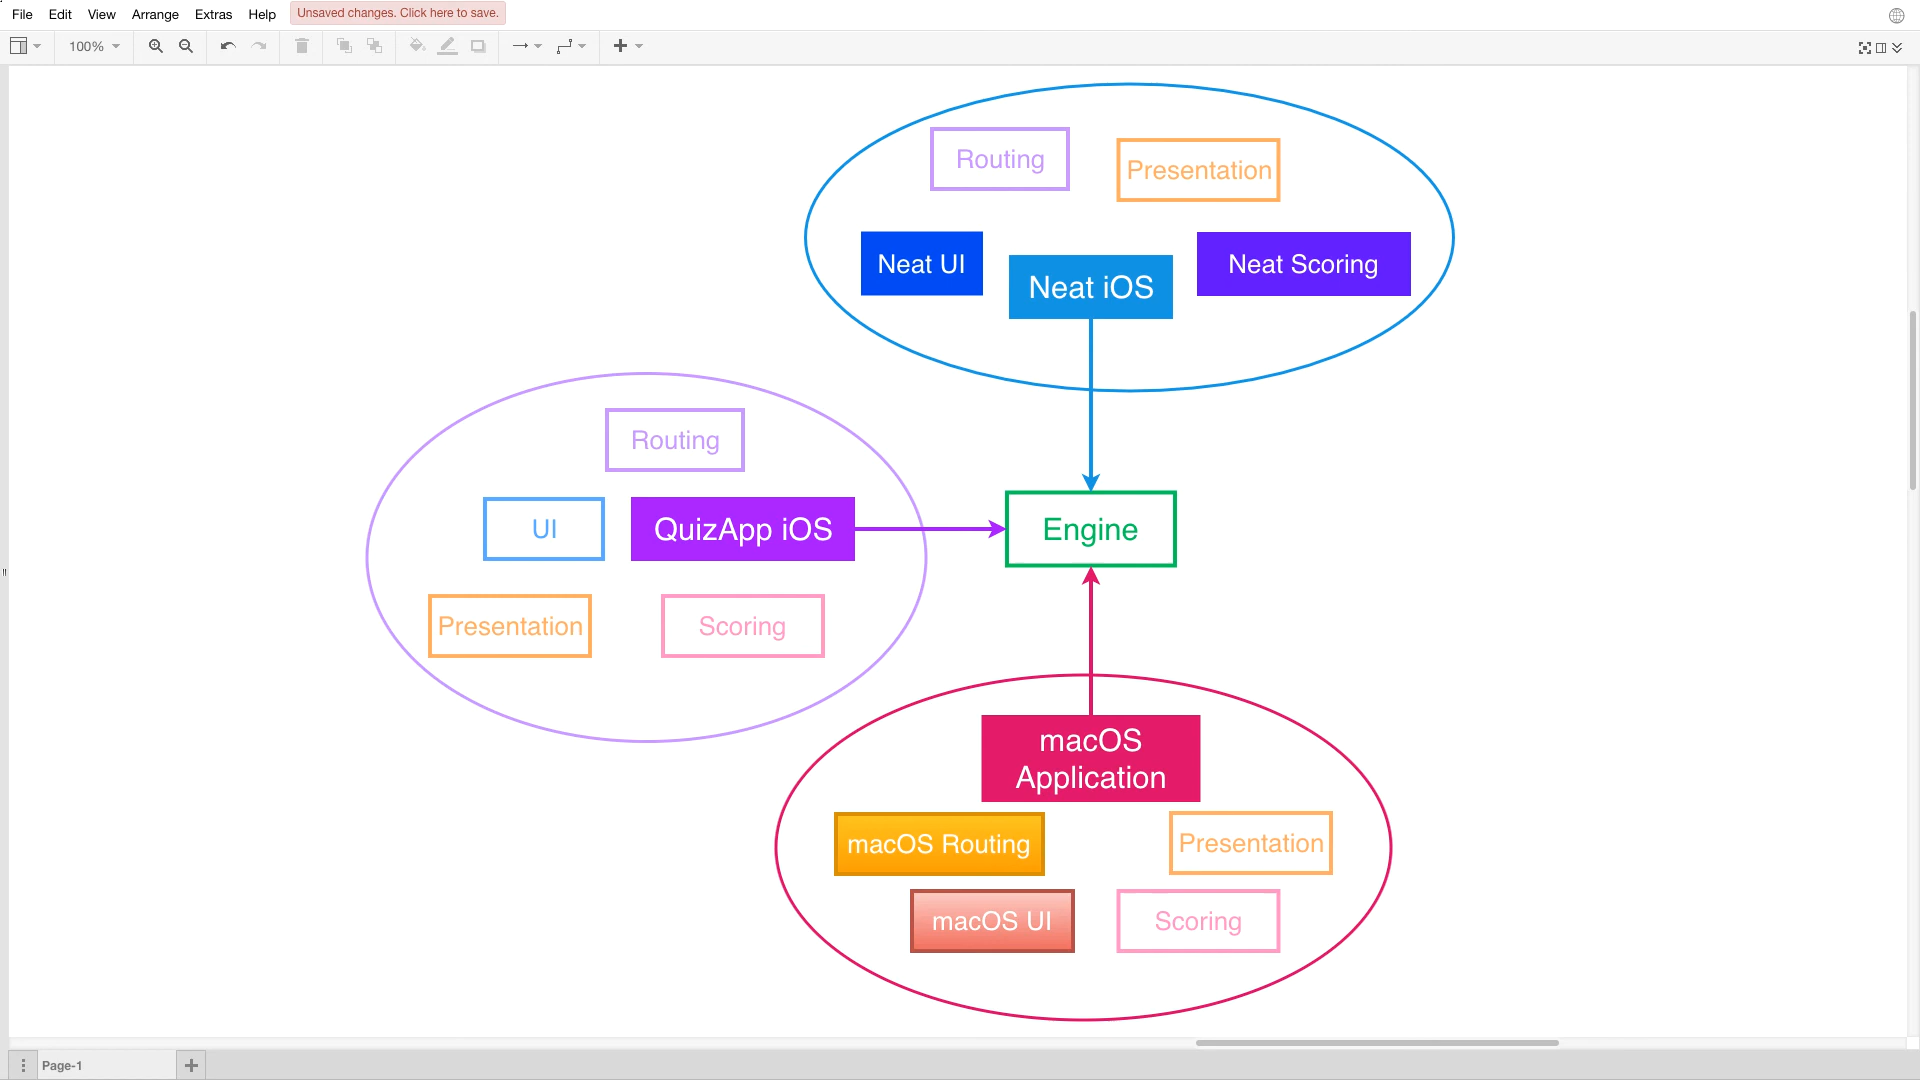 File Edit View Arrange Extras Help Unsaved changes. Click here to save.
100%
Routing
Presentation
Neat UI
Neat iOS
Neat Scoring
Routing
UI
QuizApp iOS
Engine
Presentation
Scoring
macOS
Application
macOS Routing
Presentation
macOS UI
Scoring
Page-1